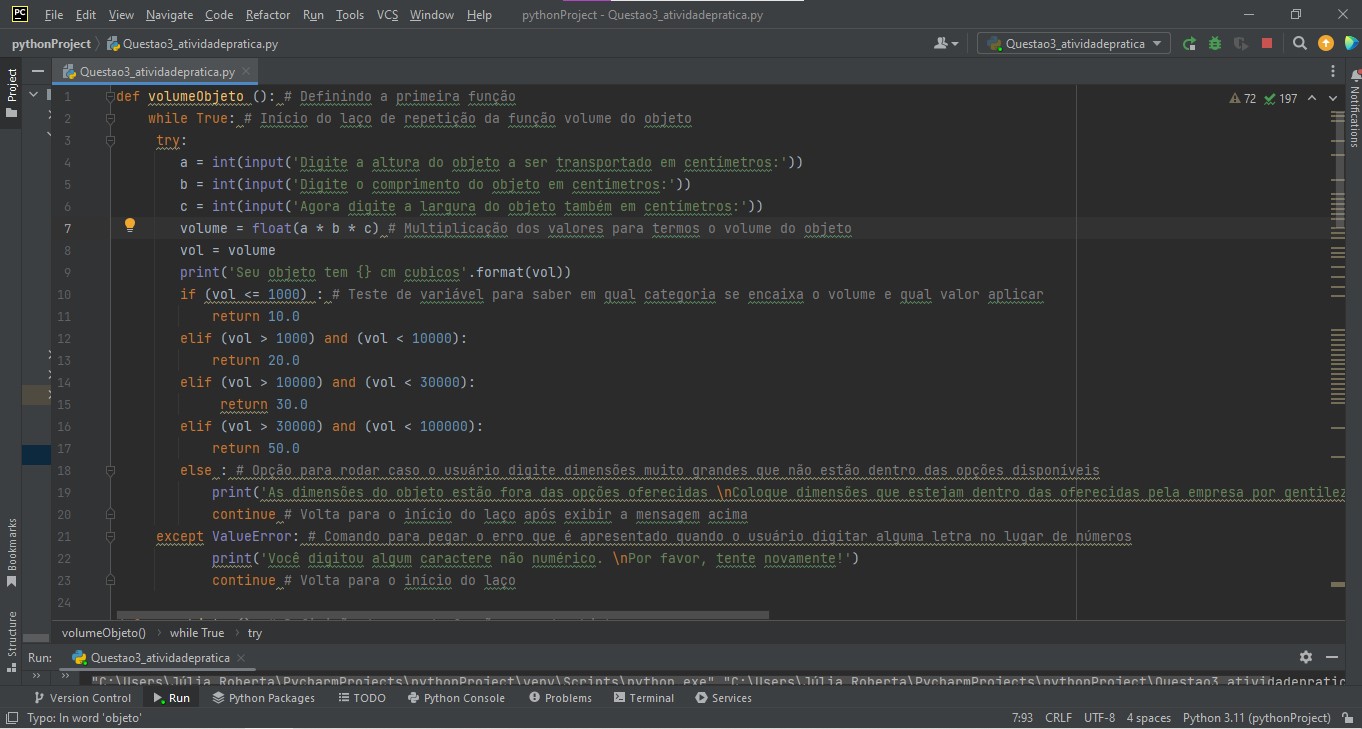 PC File Edit View Navigate Code Refactor Run Tools VCS Window Help pythonProject - Questao3_atividadepratica.py
pythonProject Questao3_atividadepratica.py Questao3_atividadepratica
Project
Questao3_atividadepratica.py
Notifications
72 197
1 def volumeObjeto (): # Definindo a primeira função
2 while True: # Inicio do laço de repetição da função volume do objeto
3 try:
4 a = int(input('Digite a altura do objeto a ser transportado em centímetros:'))
5 b = int(input('Digite o comprimento do objeto em centímetros:'))
6 c = int(input('Agora digite a largura do objeto também em centímetros:'))
7 volume = float(a * b * c) # Multiplicação dos valores para termos o volume do objeto
8 vol = volume
9 print('Seu objeto tem {} cm cubicos'.format(vol))
10 if (vol <= 1000) : # Teste de variável para saber em qual categoria se encaixa o volume e qual valor aplicar
11 return 10.0
12 elif (vol > 1000) and (vol < 10000):
13 return 20.0
14 elif (vol > 10000) and (vol < 30000):
15 return 30.0
16 elif (vol > 30000) and (vol < 100000):
17 return 50.0
18 else : # Opção para rodar caso o usuário digite dimensões muito grandes que não estão dentro das opções disponiveis
19 print('As dimensões do objeto estão fora das opções oferecidas \nColoque dimensões que estejam dentro das oferecidas pela empresa por gentilez
20 continue # Volta para o início do laço após exibir a mensagem acima
21 except ValueError: # Comando para pegar o erro que é apresentado quando o usuário digitar alguma letra no lugar de números
22 print('Você digitou algum caractere não numérico. \nPor favor, tente novamente!')
23 continue # Volta para o início do laço
24
Bookmarks
Structure
volumeObjeto() while True try
Run: Questao3_atividadepratica
"C:\Users\Júlia Roberta\PycharmProjects\pythonProject\venv\Scripts\python.exe" "C:\Users\Júlia Roberta\PycharmProjects\pythonProject\Questao3_atividadepratic
Version Control Run Python Packages TODO Python Console Problems Terminal Services
Typo: In word 'objeto' 7:93 CRLF UTF-8 4 spaces Python 3.11 (pythonProject)